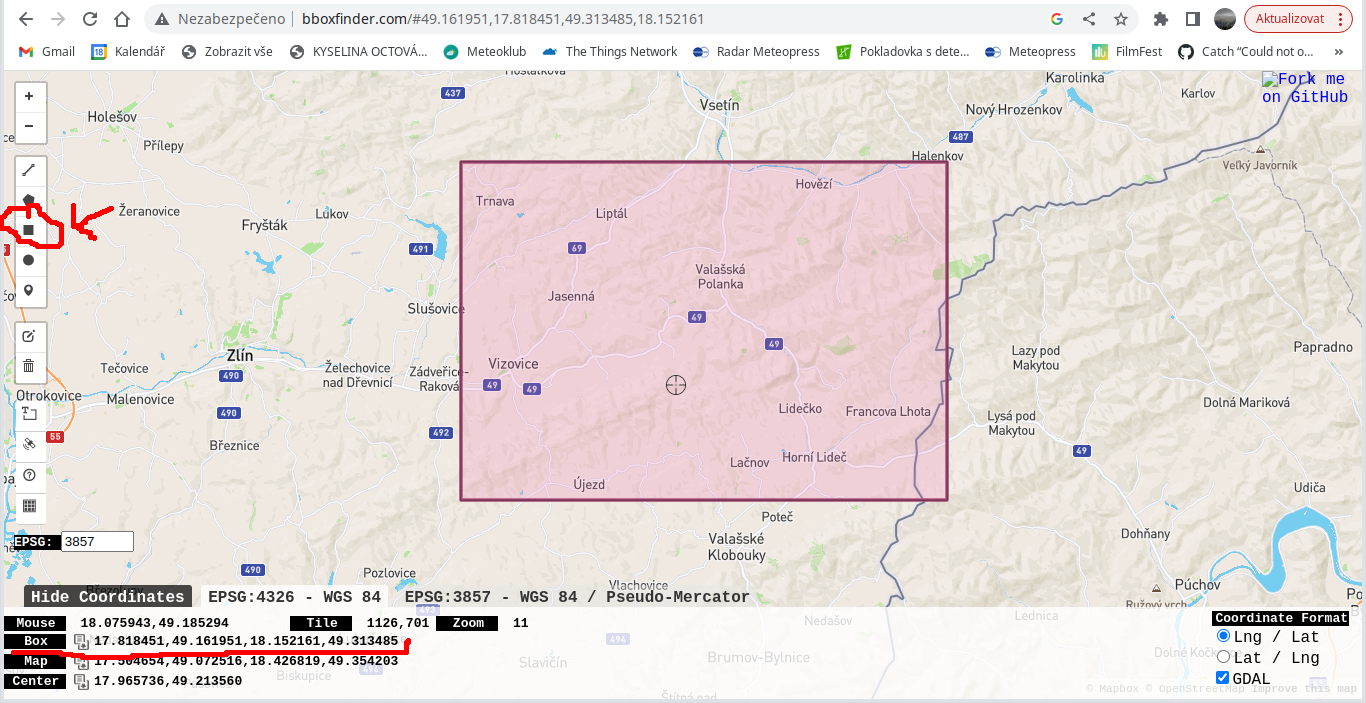 Nezabezpečeno | bboxfinder.com/#49.161951,17.818451,49.313485,18.152161
Aktualizovat
Gmail
18 Kalendář
Zobrazit vše
KYSELINA OCTOVÁ...
Meteoklub
The Things Network
Radar Meteopress
Pokladovka s dete...
Meteopress
FilmFest
Catch “Could not o...
»
Hošťálková
Karolinka
Fork me
on GitHub
+
437
Vsetín
Karlov
Holešov
Nový Hrozenkov
−
487
Přílepy
Halenkov
Veľký Javorník
Hovězí
Trnava
Žeranovice
Lukov
Liptál
Fryšták
491
69
Valašská
Polanka
Jasenná
Slušovice
49
49
Papradno
Zlín
Lazy pod
Makytou
Vizovice
Tečovice
Želechovice
nad Dřevnicí
Zádveřice-
Raková
490
49
49
Otrokovice
Malenovice
Dolná Mariková
Lidečko
Francova Lhota
490
Lysá pod
Makytou
55
492
Březnice
49
Horní Lideč
Lačnov
Újezd
Udiča
Poteč
Dohňany
EPSG: 3857
Valašské
Klobouky
490
Pozlovice
Vlachovice
Púchov
Hide Coordinates
EPSG:4326 - WGS 84
EPSG:3857 - WGS 84 / Pseudo-Mercator
Ružový vrch
493
Lednica
Nedašov
Mouse 18.075943,49.185294 Tile 1126,701 Zoom 11
Coordinate Format
Box 17.818451,49.161951,18.152161,49.313485
494
Lng / Lat
Map 17.504654,49.072516,18.426819,49.354203
Slavičín
Brumov-Bylnice
Lat / Lng
Biskupice
Center 17.965736,49.213560
GDAL
Štítná nad
© Mapbox © OpenStreetMap Improve this map